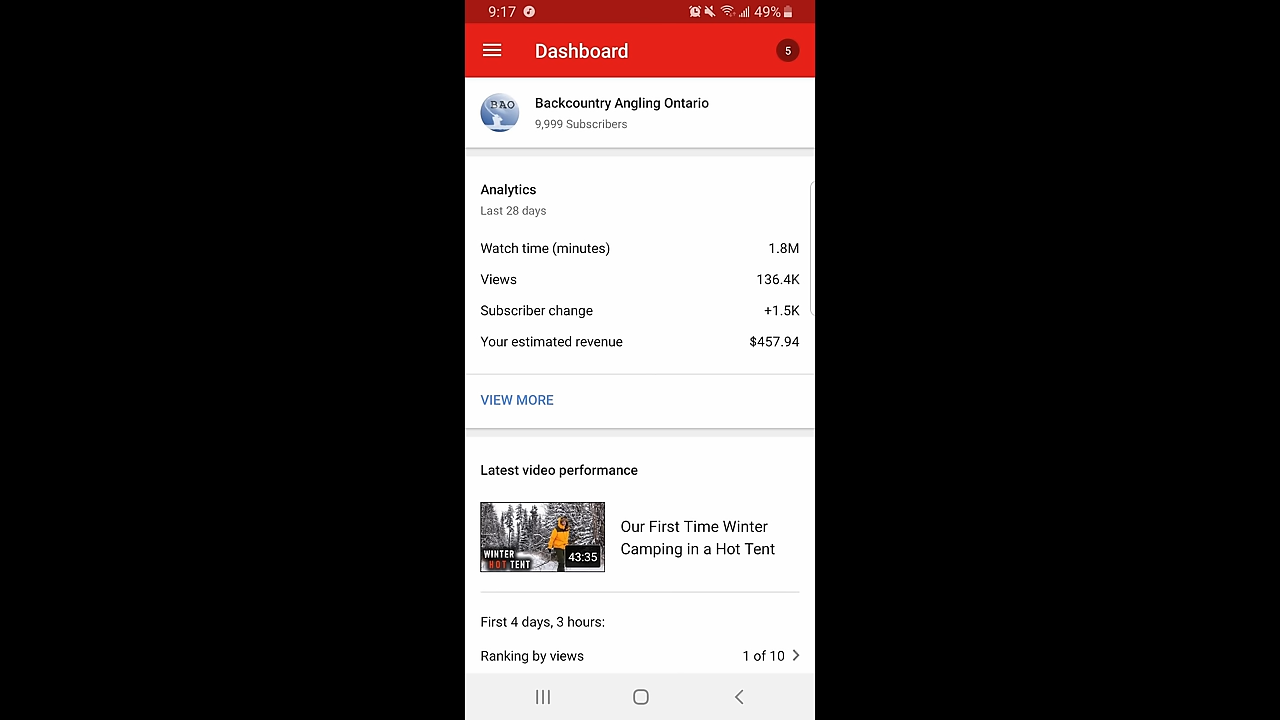 9:17 49%
Dashboard 5
BAO
Backcountry Angling Ontario
9,999 Subscribers
Analytics
Last 28 days
Watch time (minutes) 1.8M
Views 136.4K
Subscriber change +1.5K
Your estimated revenue $457.94
VIEW MORE
Latest video performance
Our First Time Winter
Camping in a Hot Tent
WINTER
HOT TENT
43:35
First 4 days, 3 hours:
Ranking by views 1 of 10